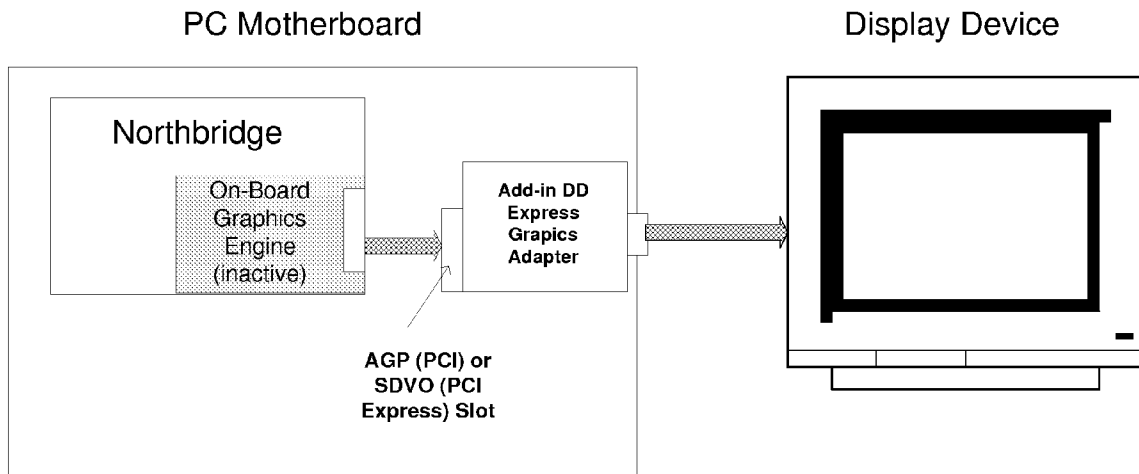 PC Motherboard
Display Device
Northbridge
On-Board
Graphics
Engine
(inactive)
Add-in DD
Express
Grapics
Adapter
AGP (PCI) or
SDVO (PCI
Express) Slot